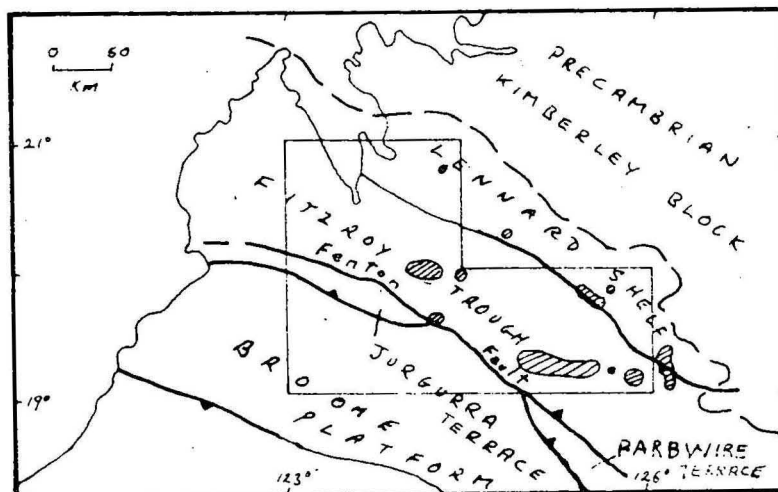 0 60
Km
PRECAMBRIAN
KIMBERLEY BLOCK
21°
LENNARD
SHELF
FITZROY
TROUGH
Fenton
Fault
JURGURRA
TERRACE
BROOME
PLATFORM
19°
BARBWIRE
TERRACE
123°
126°